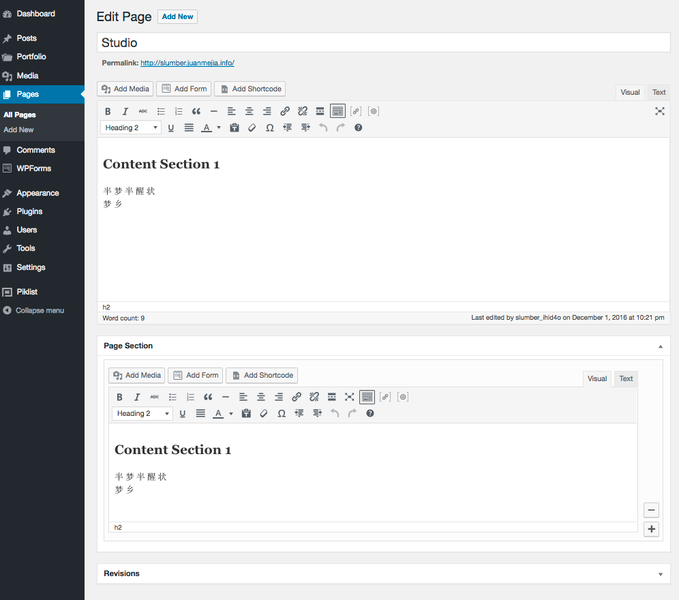 Dashboard
Posts
Portfolio
Media
Pages
All Pages
Add New
Comments
WPForms
Appearance
Plugins
Users
Tools
Settings
Piklist
Collapse menu
Edit Page Add New
Studio
Permalink: http://slumber.juanmejia.info/
Add Media Add Form Add Shortcode
Visual Text
B I ABC
Heading 2 U A
Content Section 1
半 梦 半 醒 状
梦 乡
h2
Word count: 9 Last edited by slumber_ihid4o on December 1, 2016 at 10:21 pm
Page Section
Add Media Add Form Add Shortcode
Visual Text
B I ABC
Heading 2 U A
Content Section 1
半 梦 半 醒 状
梦 乡
h2
Revisions